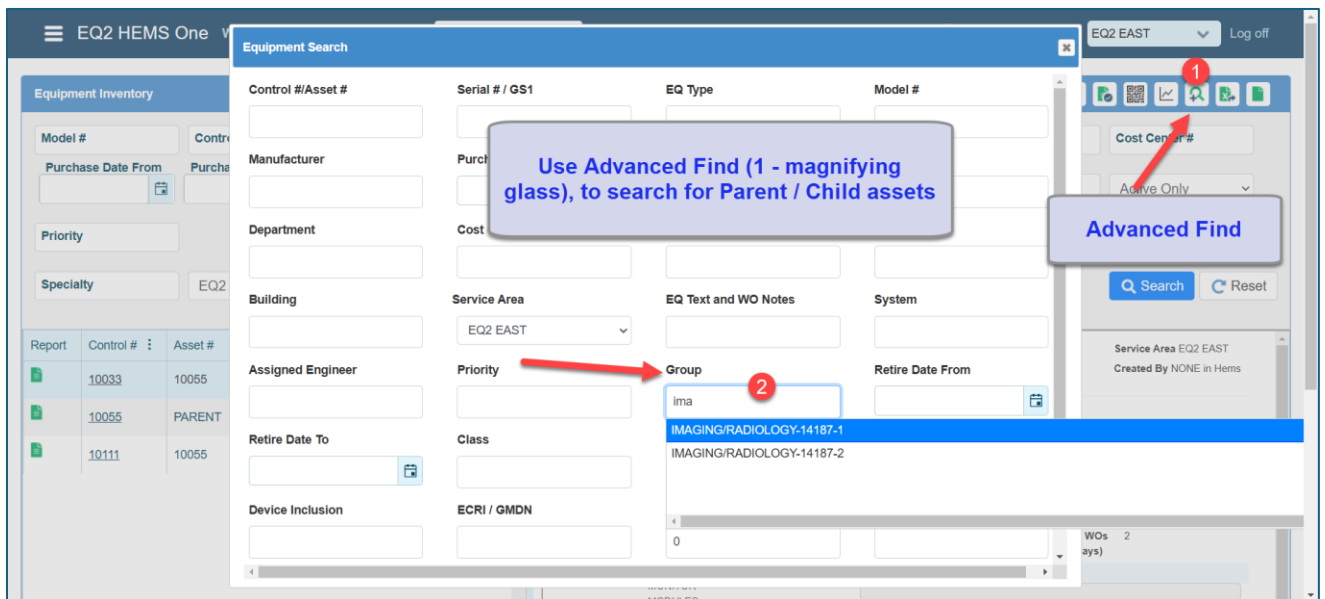 EQ2 HEMS One
EQ2 EAST
Log off
Equipment Search
Equipment Inventory
1
Control #/Asset #
Serial # / GS1
EQ Type
Model #
Model #
Cost Center #
Purchase Date From
Manufacturer
Use Advanced Find (1 - magnifying
glass), to search for Parent / Child assets
Active Only
Advanced Find
Priority
Department
Cost
Specialty
EQ2
Search
Reset
Building
Service Area
EQ Text and WO Notes
System
EQ2 EAST
Report
Control #
Asset #
Service Area EQ2 EAST
Created By NONE in Hems
10033
10055
Assigned Engineer
Priority
Group
Retire Date From
2
ima
10055
PARENT
IMAGING/RADIOLOGY-14187-1
IMAGING/RADIOLOGY-14187-2
Retire Date To
Class
10111
10055
Device Inclusion
ECRI / GMDN
0
WOs 2